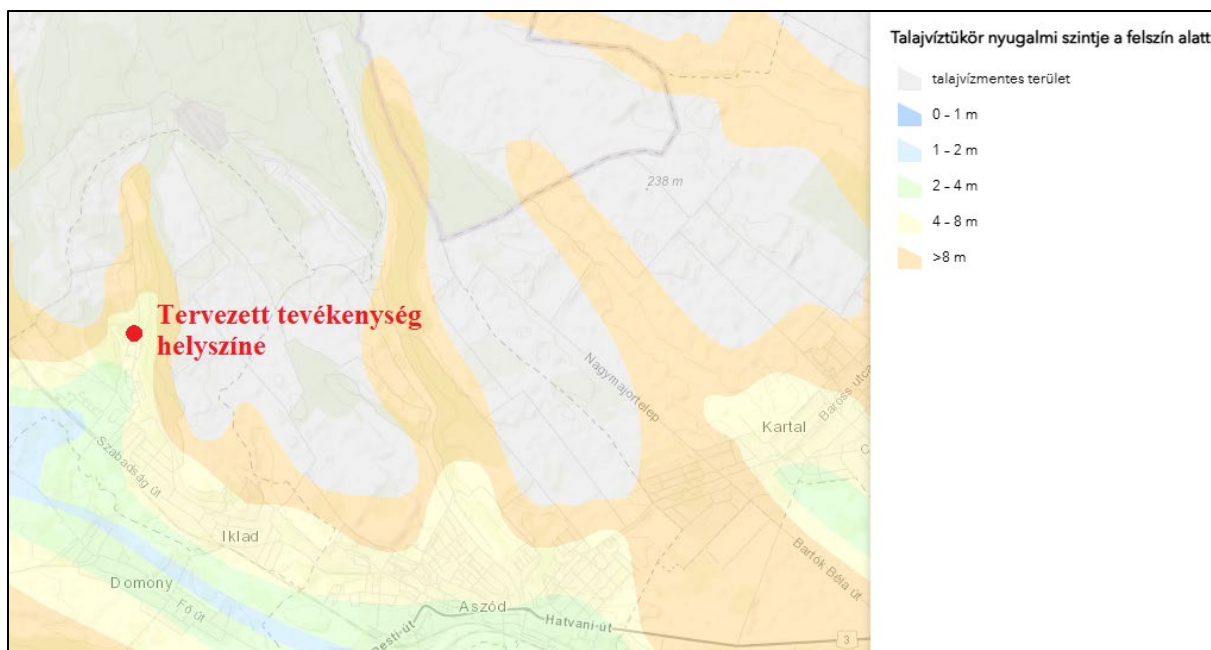 Talajvíztükör nyugalmi szintje a felszín alatt
talajvízmentes terület
0 - 1 m
1 - 2 m
2 - 4 m
4 - 8 m
>8 m
238 m
Tervezett tevékenység
helyszíne
Nagymajortelep
Baross utca
Kartal
Szabadság út
Iklad
Bartók Béla út
Domony
Fő út
Aszód
Hatvani-út
Pesti-út
3